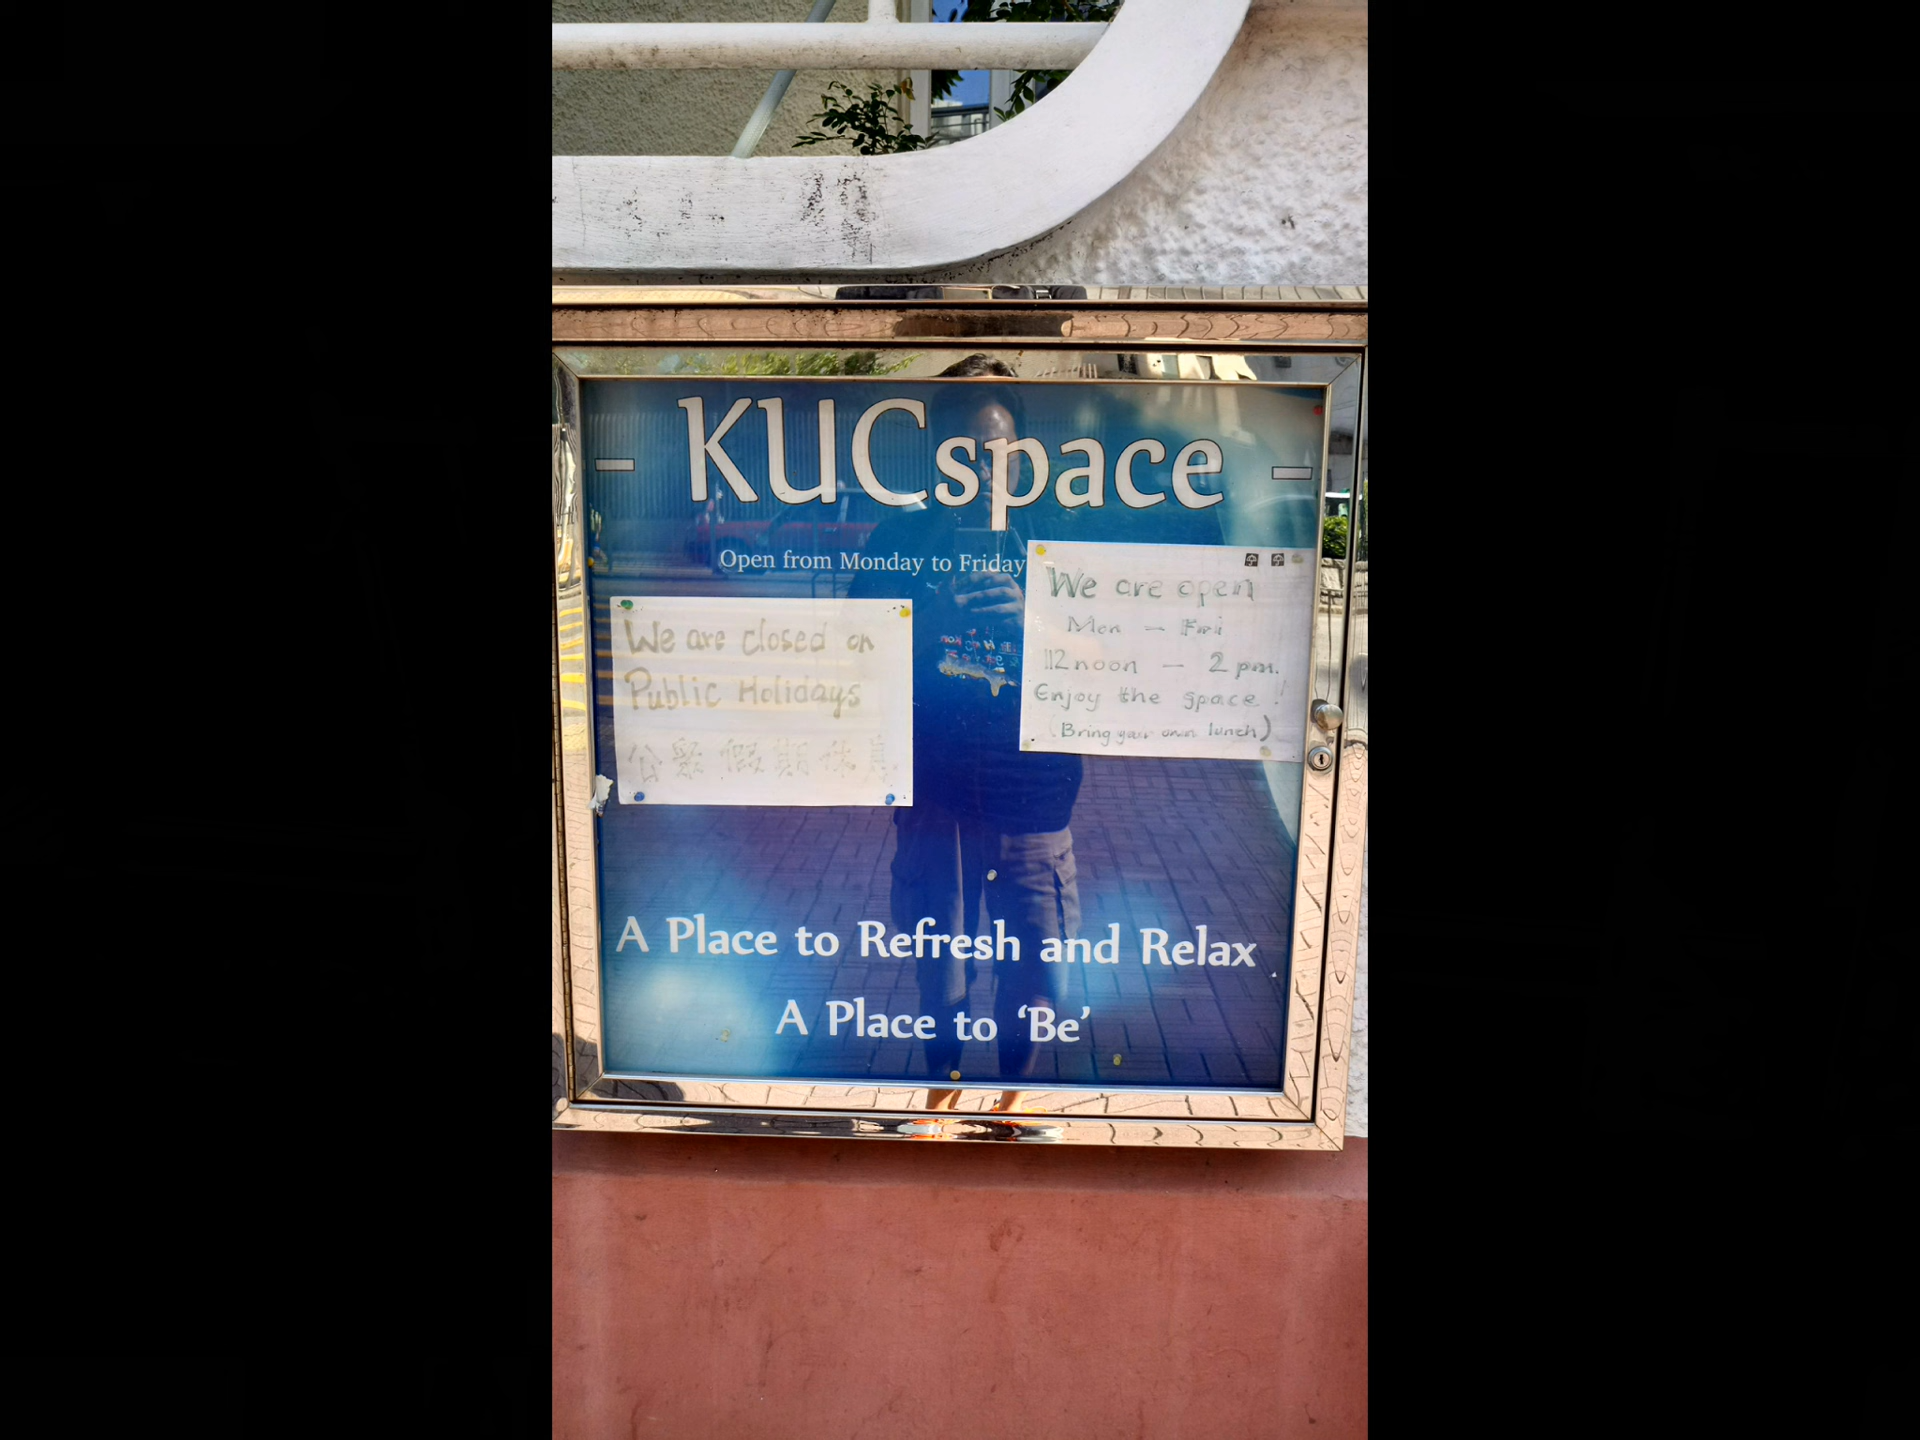 - KUCspace -
Open from Monday to Friday
We are closed on
Public Holidays
公眾假期休息
We are open
Mon - Fri
12noon - 2 pm.
Enjoy the space!
(Bring your own lunch)
A Place to Refresh and Relax
A Place to ‘Be’